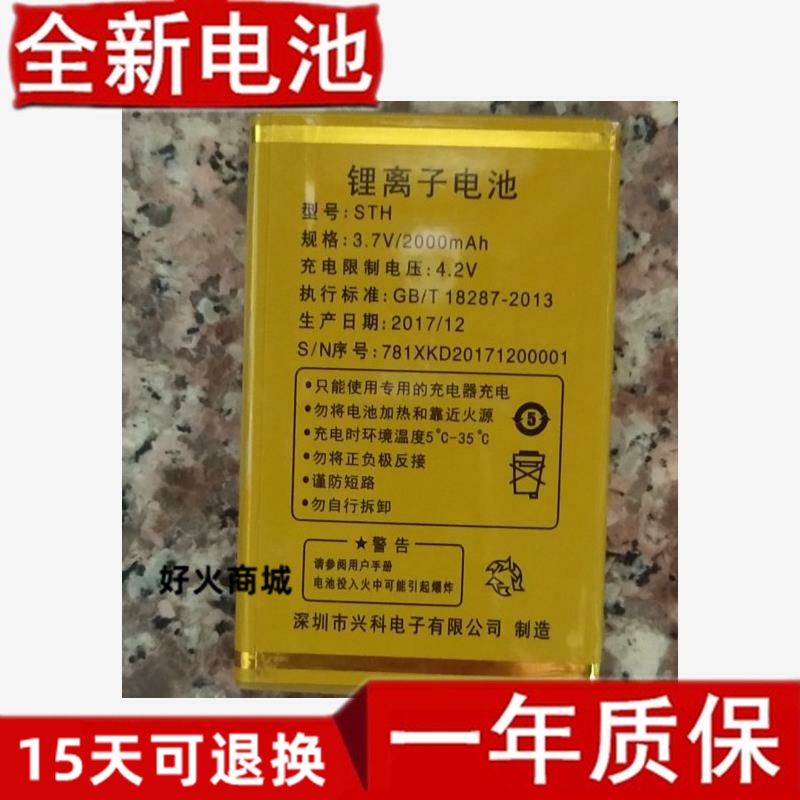 全新电池
锂离子电池
型号:STH
规格:3.7V/2000mAh
充电限制电压:4.2V
执行标准:GB/T 18287-2013
生产日期:2017/12
S/N序号:781XKD20171200001
•只能使用专用的充电器充电
•勿将电池加热和靠近火源
•充电时环境温度5℃-35℃
•勿将正负极反接
•谨防短路
•勿自行拆卸
5
★警告
请参阅用户手册
电池投入火中可能引起爆炸
好火商城
深圳市兴科电子有限公司 制造
15天可退换
一年质保